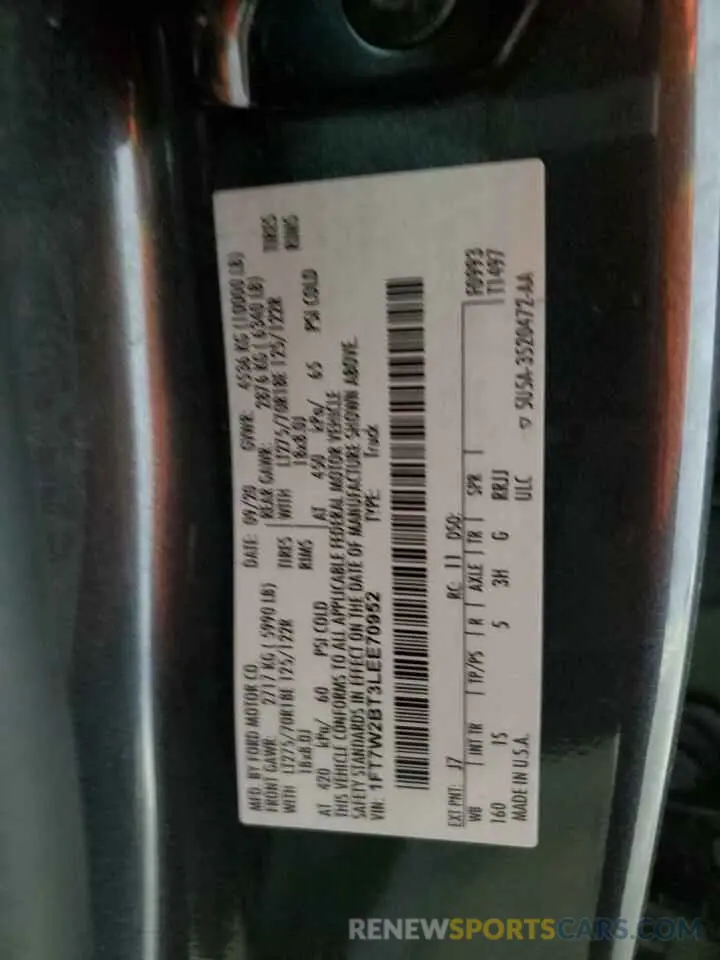 MFD. BY FORD MOTOR CO.
DATE: 09/20 GVWR: 4536 KG (10000 LB)
FRONT GAWR: 2717 KG (5990 LB) REAR GAWR: 2876 KG (6340 LB)
WITH LT275/70R18E 125/122R TIRES WITH LT275/70R18E 125/122R TIRES
18x8.0J RIMS 18x8.0J RIMS
AT 420 kPa/ 60 PSI COLD AT 450 kPa/ 65 PSI COLD
THIS VEHICLE CONFORMS TO ALL APPLICABLE FEDERAL MOTOR VEHICLE
SAFETY STANDARDS IN EFFECT ON THE DATE OF MANUFACTURE SHOWN ABOVE.
VIN: 1FT7W2BT3LEE70952 TYPE: Truck
F0993
T1497
EXT PNT: J7 RC: 11 DSO:
WB INT TR TP/PS R AXLE TR SPR
160 IS 5 3H G RRJJ
MADE IN U.S.A. ULC
SU5A-3520472-AA
RENEWSPORTSCARS.COM